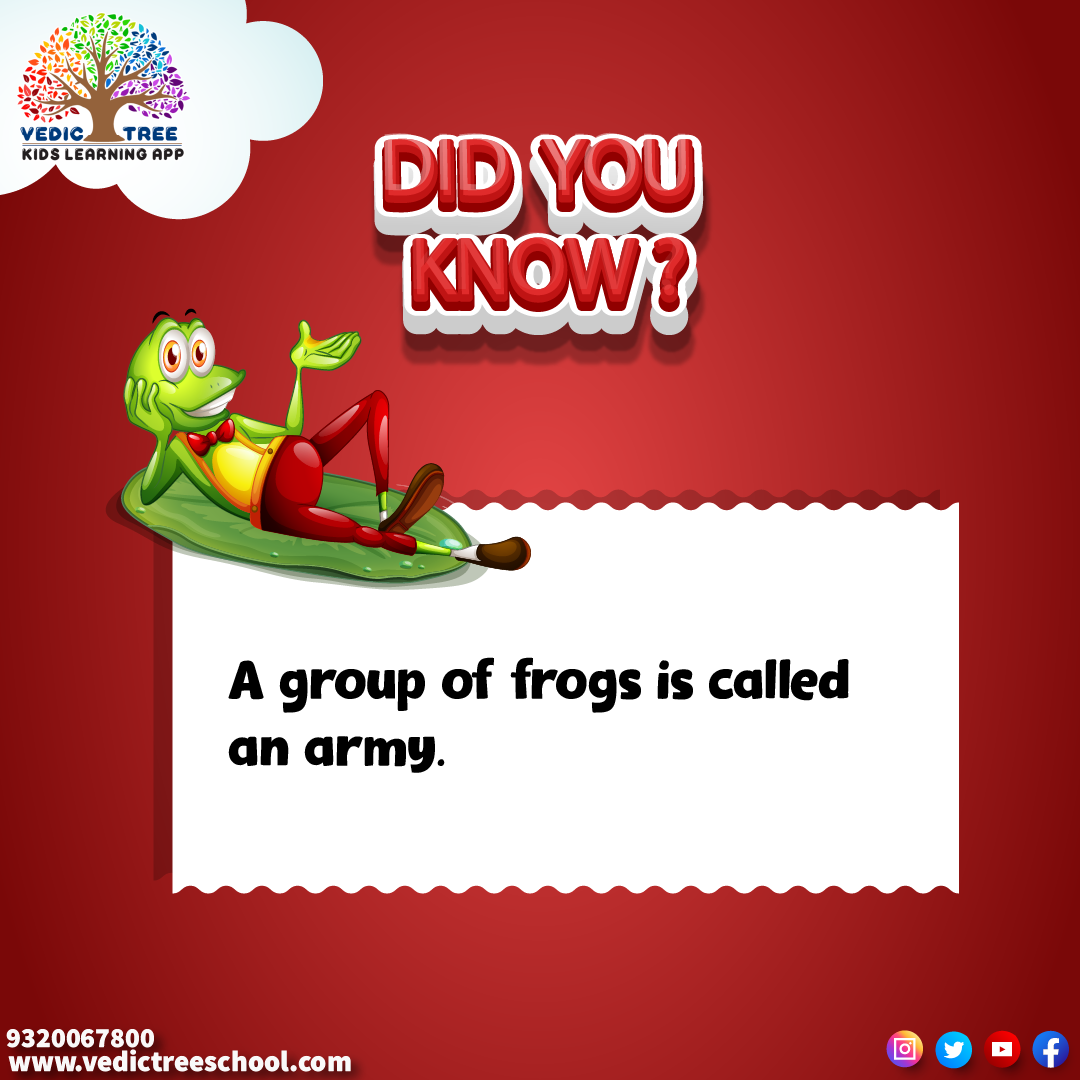 VEDIC TREE
KIDS LEARNING APP
DID YOU
KNOW?
A group of frogs is called
an army.
9320067800
www.vedictreeschool.com